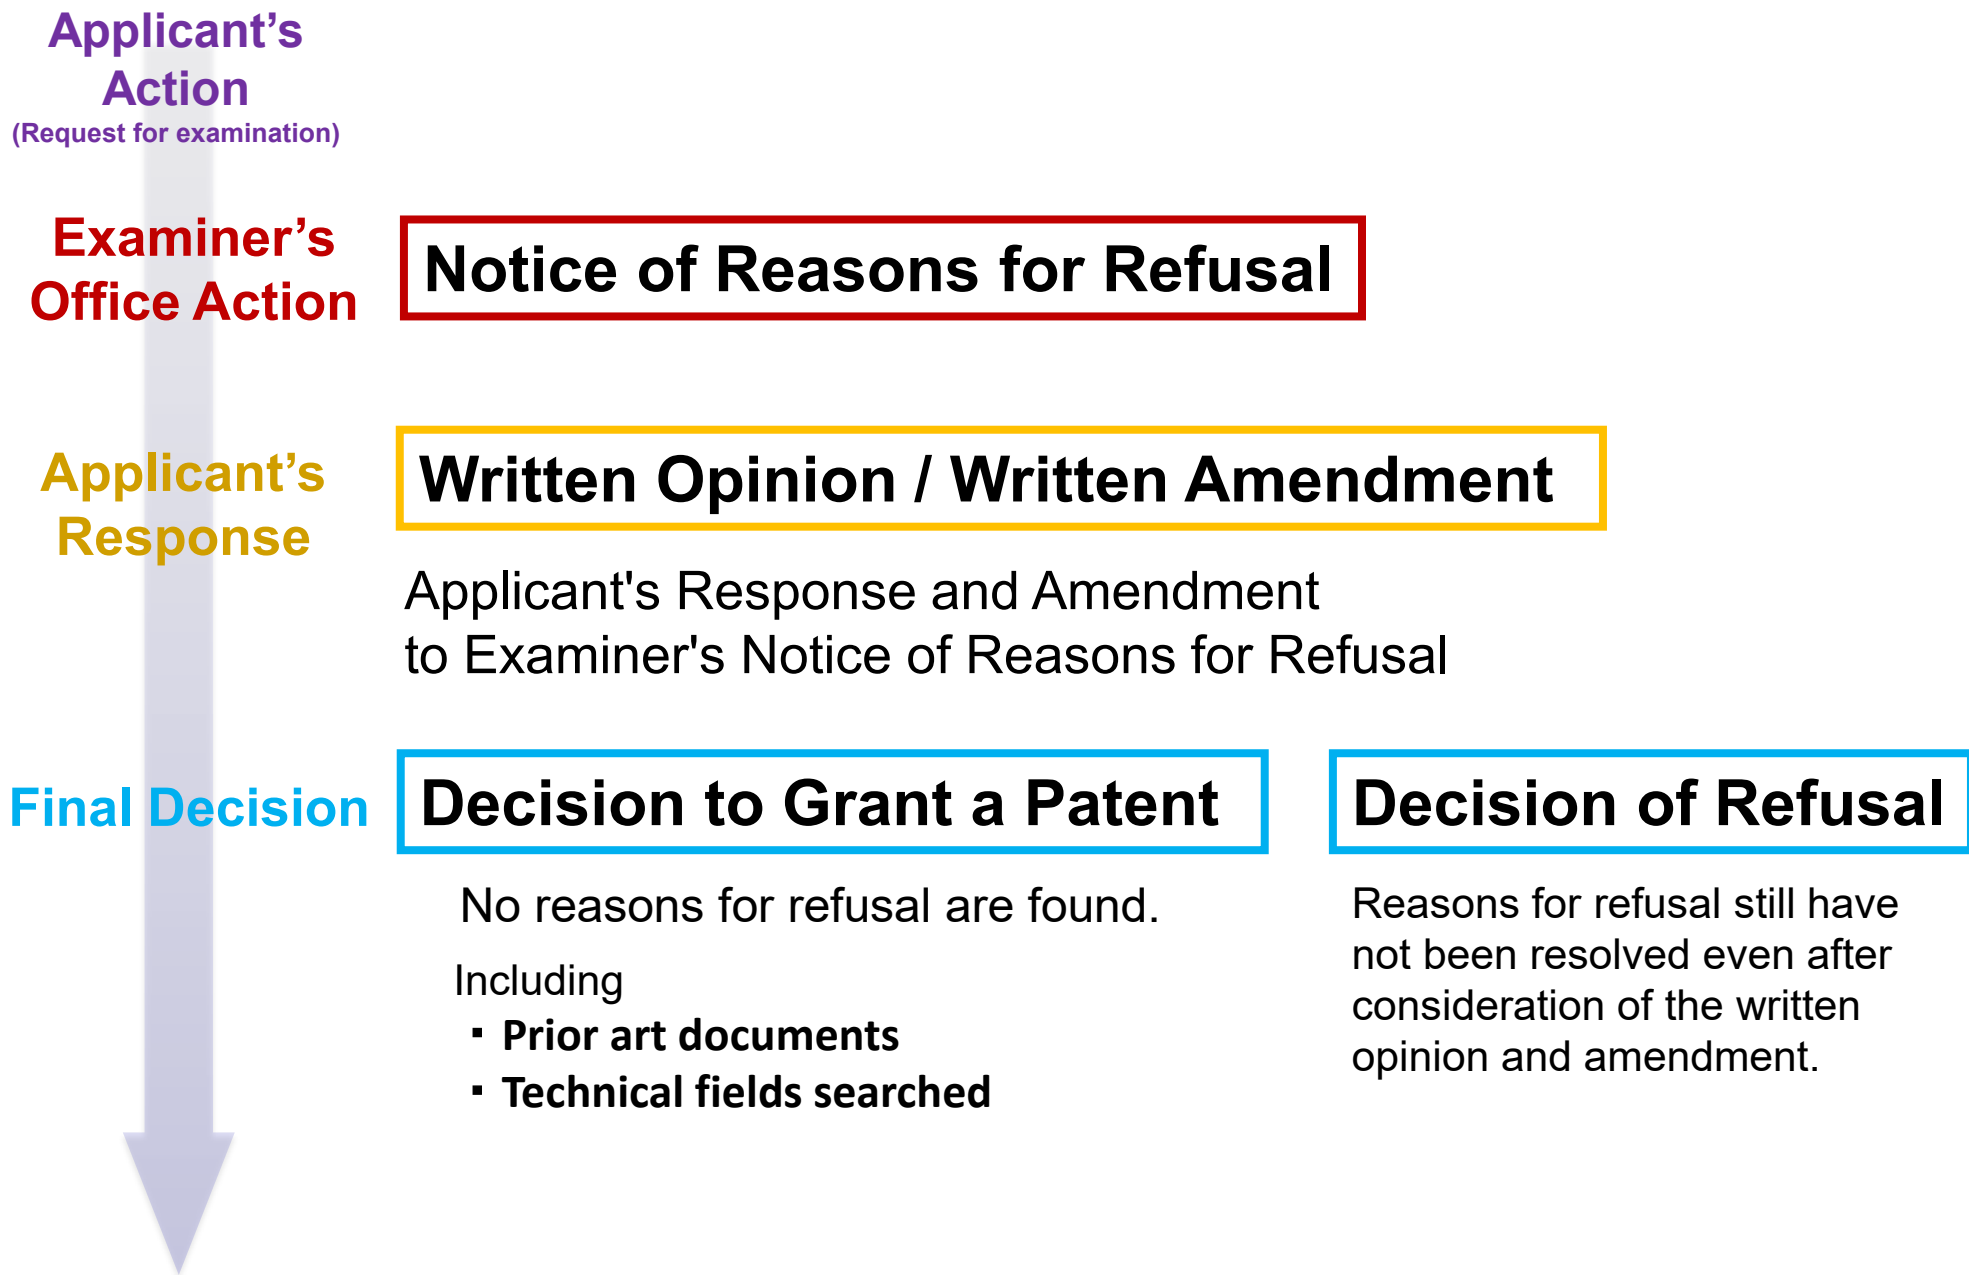 Applicant’s
Action
(Request for examination)
Examiner’s
Office Action
Notice of Reasons for Refusal
Applicant’s
Response
Written Opinion / Written Amendment
Applicant's Response and Amendment
to Examiner's Notice of Reasons for Refusal
Final Decision
Decision to Grant a Patent
No reasons for refusal are found.
Including
▪ Prior art documents
▪ Technical fields searched
Decision of Refusal
Reasons for refusal still have
not been resolved even after
consideration of the written
opinion and amendment.